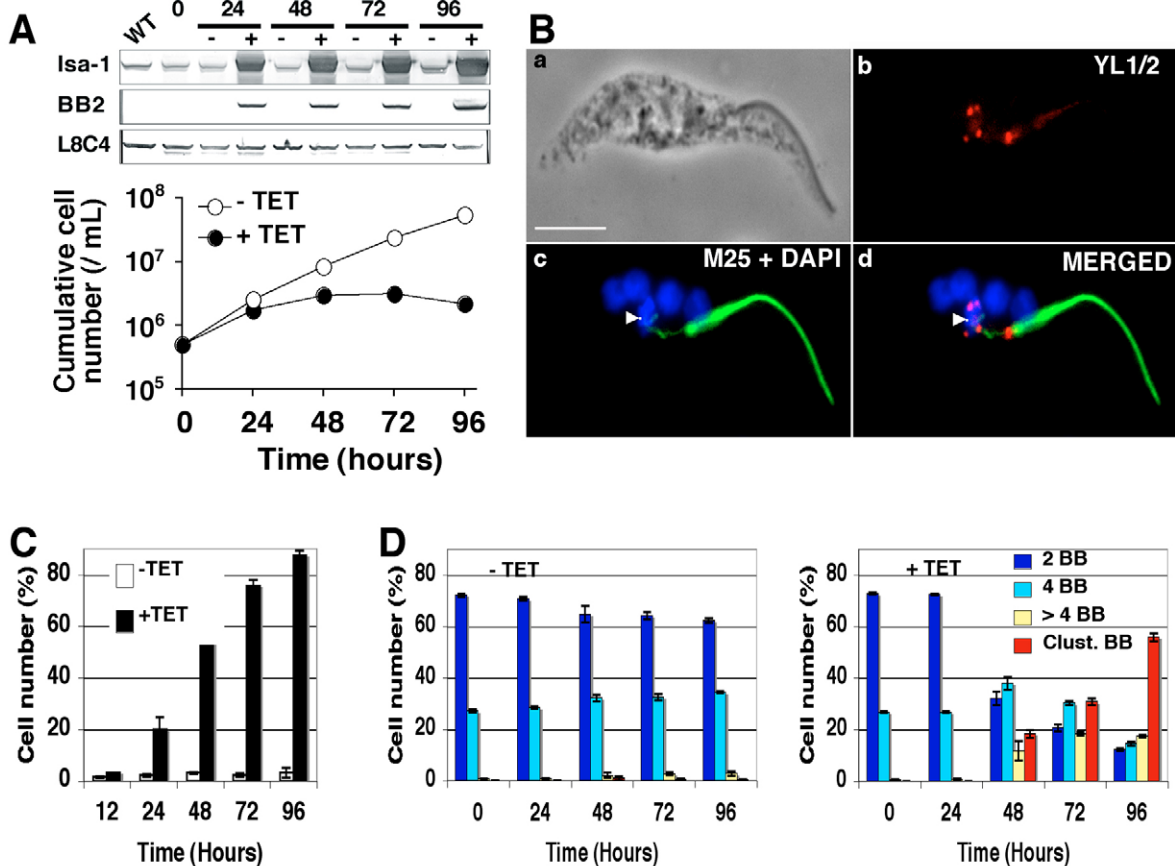 A
WT 0 24 48 72 96
- + - + - + - +
Isa-1
BB2
L8C4
Cumulative cell
number (/ mL)
10^8
10^7
10^6
10^5
- TET
+ TET
0 24 48 72 96
Time (hours)
B
a
b YL1/2
c M25 + DAPI
d MERGED
C
Cell number (%)
80
60
40
20
0
-TET
+TET
12 24 48 72 96
Time (Hours)
D
Cell number (%)
80
60
40
20
0
- TET
0 24 48 72 96
Time (Hours)
Cell number (%)
80
60
40
20
0
+ TET
2 BB
4 BB
> 4 BB
Clust. BB
0 24 48 72 96
Time (Hours)